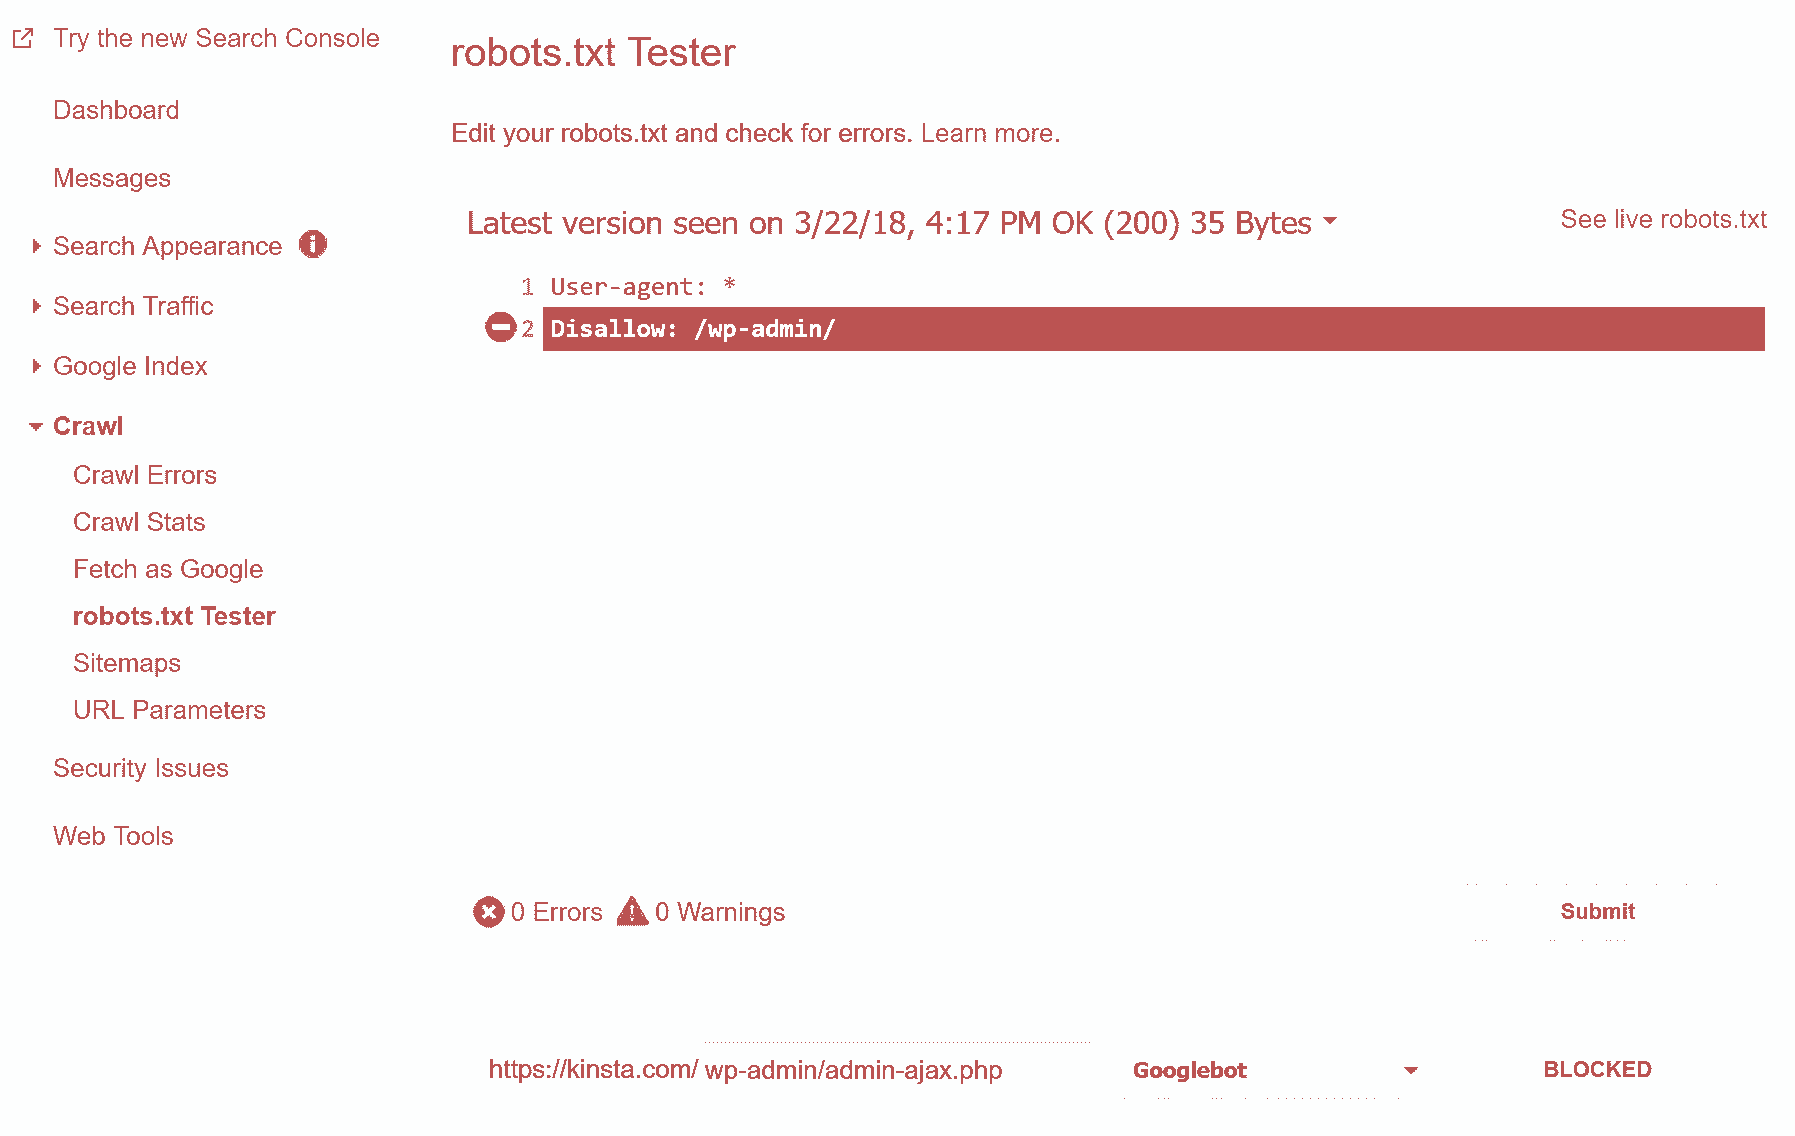 Try the new Search Console
Dashboard
Messages
Search Appearance
Search Traffic
Google Index
Crawl
Crawl Errors
Crawl Stats
Fetch as Google
robots.txt Tester
Sitemaps
URL Parameters
Security Issues
Web Tools
robots.txt Tester
Edit your robots.txt and check for errors. Learn more.
Latest version seen on 3/22/18, 4:17 PM OK (200) 35 Bytes
See live robots.txt
1 User-agent: *
2 Disallow: /wp-admin/
0 Errors 0 Warnings
Submit
https://kinsta.com/ wp-admin/admin-ajax.php Googlebot BLOCKED